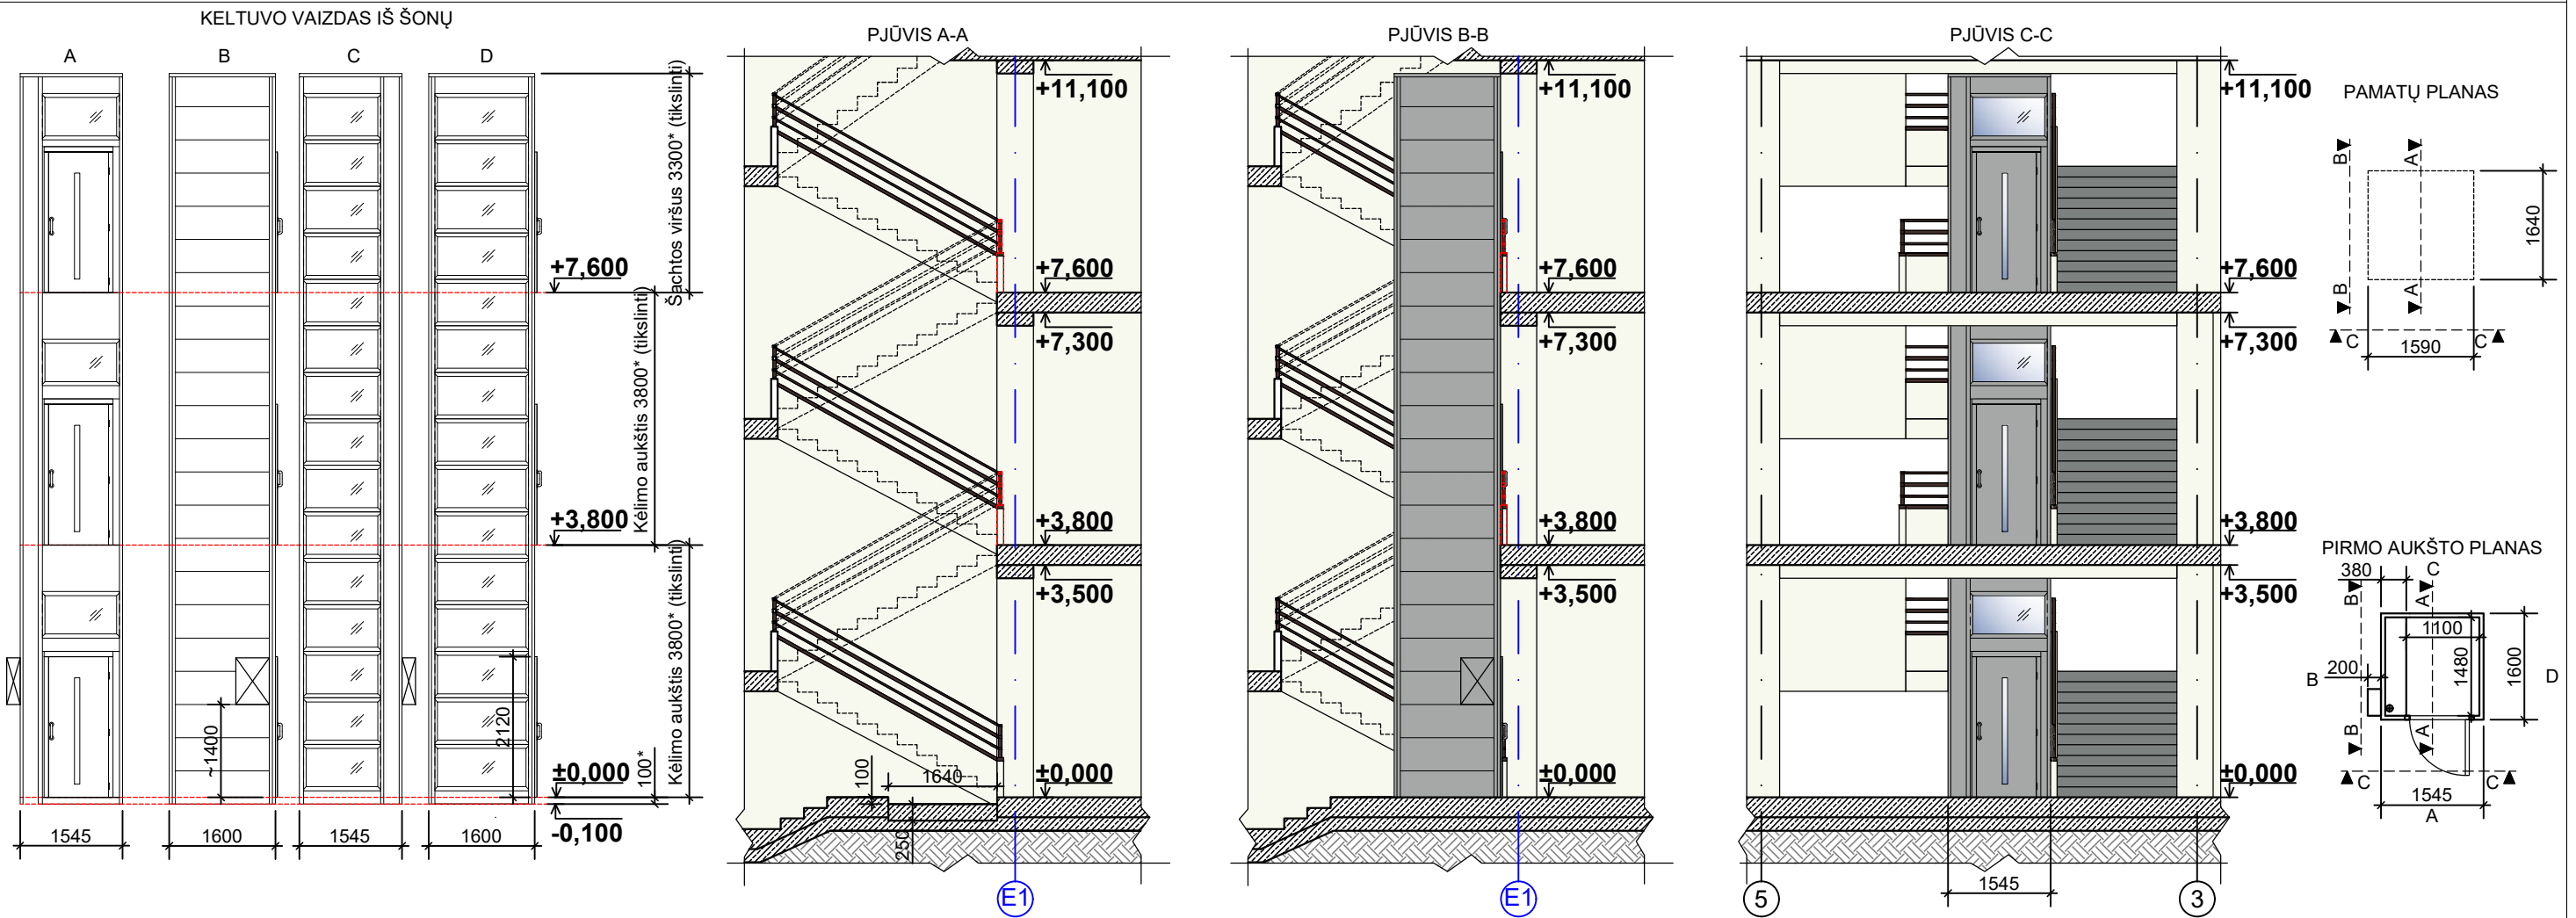 KELTUVO VAIZDAS IŠ ŠONŲ
A
B
C
D
+7,600
+3,800
±0,000
-0,100
Šachtos viršus 3300* (tikslinti)
Kėlimo aukštis 3800* (tikslinti)
Kėlimo aukštis 3800* (tikslinti)
100*
~1400
2120
1545
1600
1545
1600
PJŪVIS A-A
+11,100
+7,600
+7,300
+3,800
+3,500
±0,000
100
1640
250
E1
PJŪVIS B-B
+11,100
+7,600
+7,300
+3,800
+3,500
±0,000
E1
PJŪVIS C-C
+11,100
+7,600
+7,300
+3,800
+3,500
±0,000
1545
5
3
PAMATŲ PLANAS
B
A
1640
B
A
C
C
1590
PIRMO AUKŠTO PLANAS
380
C
B
A
1100
1480
1600
200
B
D
B
A
C
C
1545
A